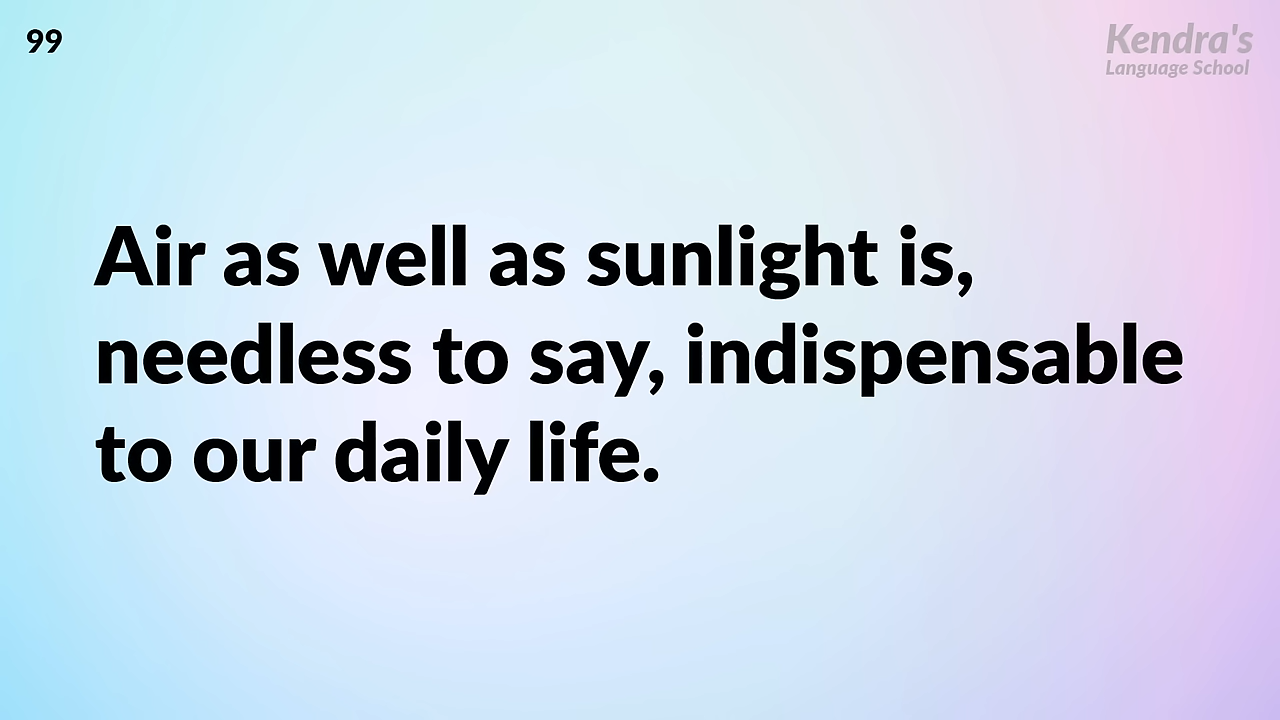 99
Kendra's
Language School
Air as well as sunlight is,
needless to say, indispensable
to our daily life.